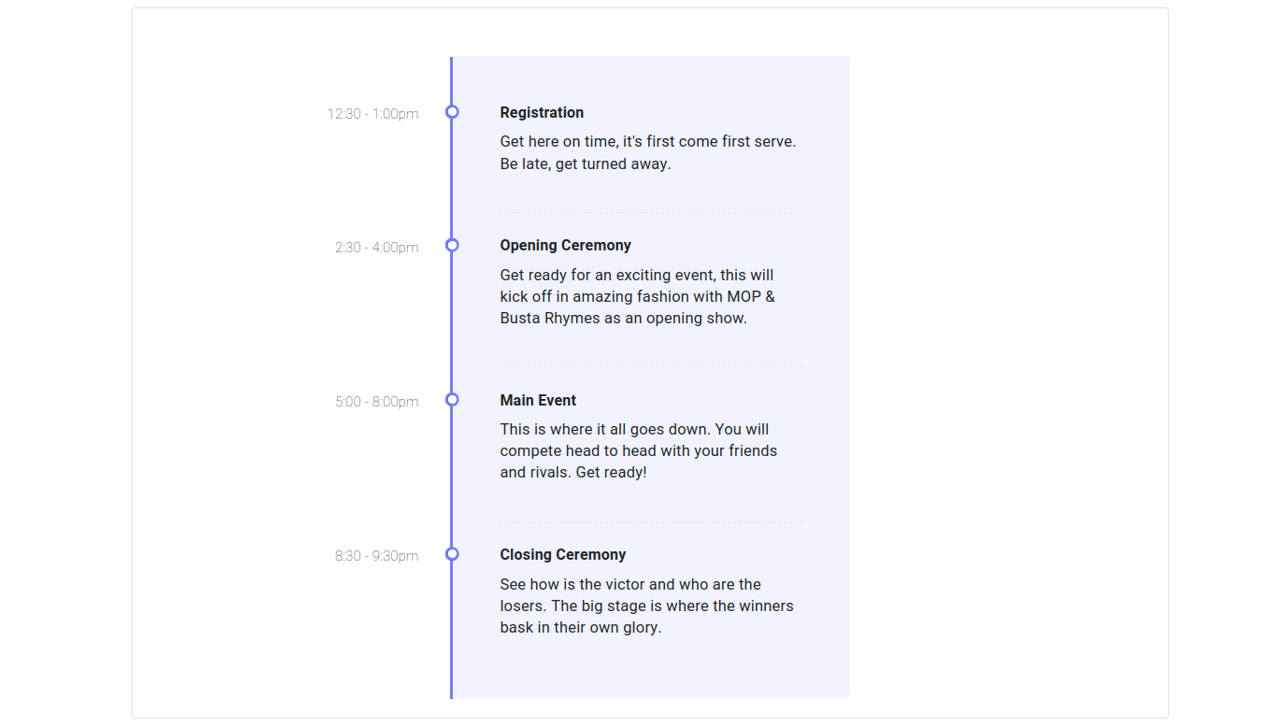 12:30 - 1:00pm
Registration
Get here on time, it's first come first serve.
Be late, get turned away.
2:30 - 4:00pm
Opening Ceremony
Get ready for an exciting event, this will
kick off in amazing fashion with MOP &
Busta Rhymes as an opening show.
5:00 - 8:00pm
Main Event
This is where it all goes down. You will
compete head to head with your friends
and rivals. Get ready!
8:30 - 9:30pm
Closing Ceremony
See how is the victor and who are the
losers. The big stage is where the winners
bask in their own glory.